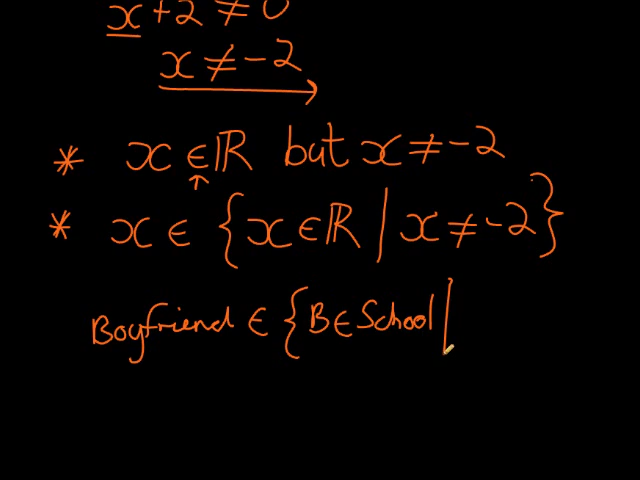 x + 2 ≠ 0
x ≠ -2
* x ∈ ℝ but x ≠ -2
* x ∈ { x ∈ ℝ | x ≠ -2 }
Boyfriend ∈ { B ∈ School |